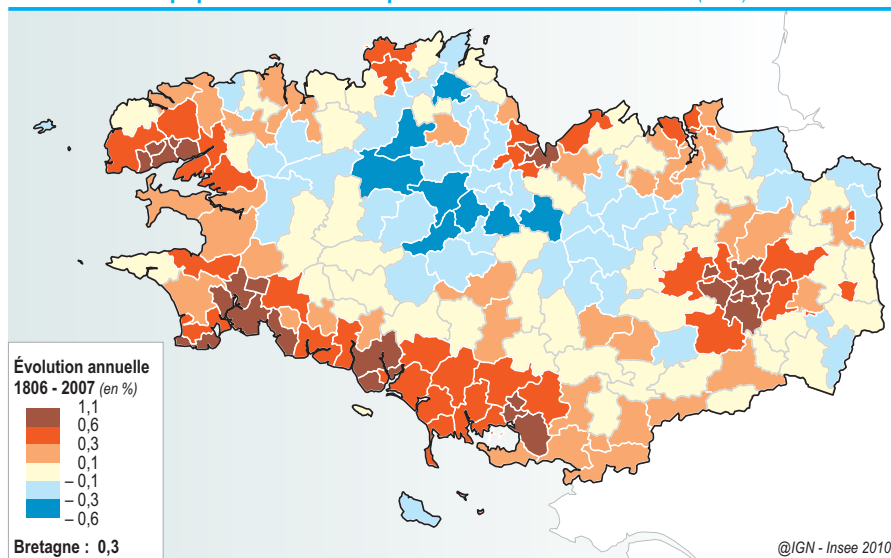 Évolution annuelle
1806 - 2007 (en %)
1,1
0,6
0,3
0,1
– 0,1
– 0,3
– 0,6
Bretagne : 0,3
@IGN - Insee 2010